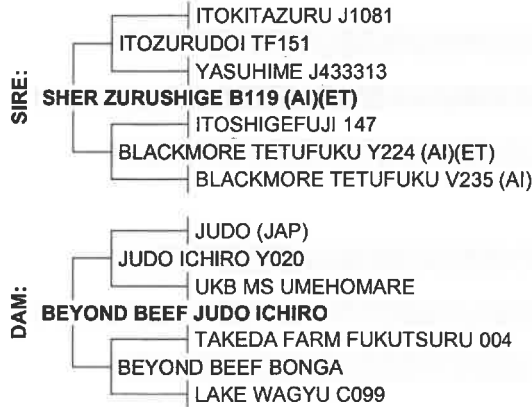 ITOKITAZURU J1081
ITOZURUDOI TF151
YASUHIME J433313
SIRE:
SHER ZURUSHIGE B119 (AI)(ET)
ITOSHIGEFUJI 147
BLACKMORE TETUFUKU Y224 (AI)(ET)
BLACKMORE TETUFUKU V235 (AI)
JUDO (JAP)
JUDO ICHIRO Y020
UKB MS UMEHOMARE
DAM:
BEYOND BEEF JUDO ICHIRO
TAKEDA FARM FUKUTSURU 004
BEYOND BEEF BONGA
LAKE WAGYU C099